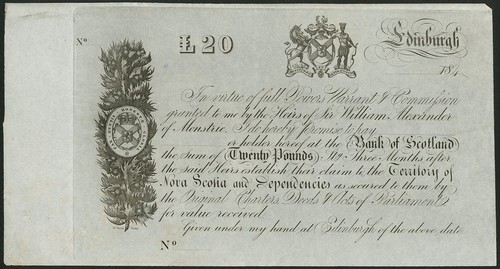 Nº
£20
Edinburgh
184
In virtue of full Powers Warrant & Commission
granted to me by the Heirs of Sir William Alexander
of Menstrie, I do hereby promise to pay
or holder hereof at the Bank of Scotland
the sum of Twenty Pounds Stg Three Months after
the said Heirs establish their claim to the Territory of
Nova Scotia and Dependencies as secured to them by
the Original Charters, Deeds & Acts of Parliament
for value received.
Given under my hand at Edinburgh of the above date
Nº